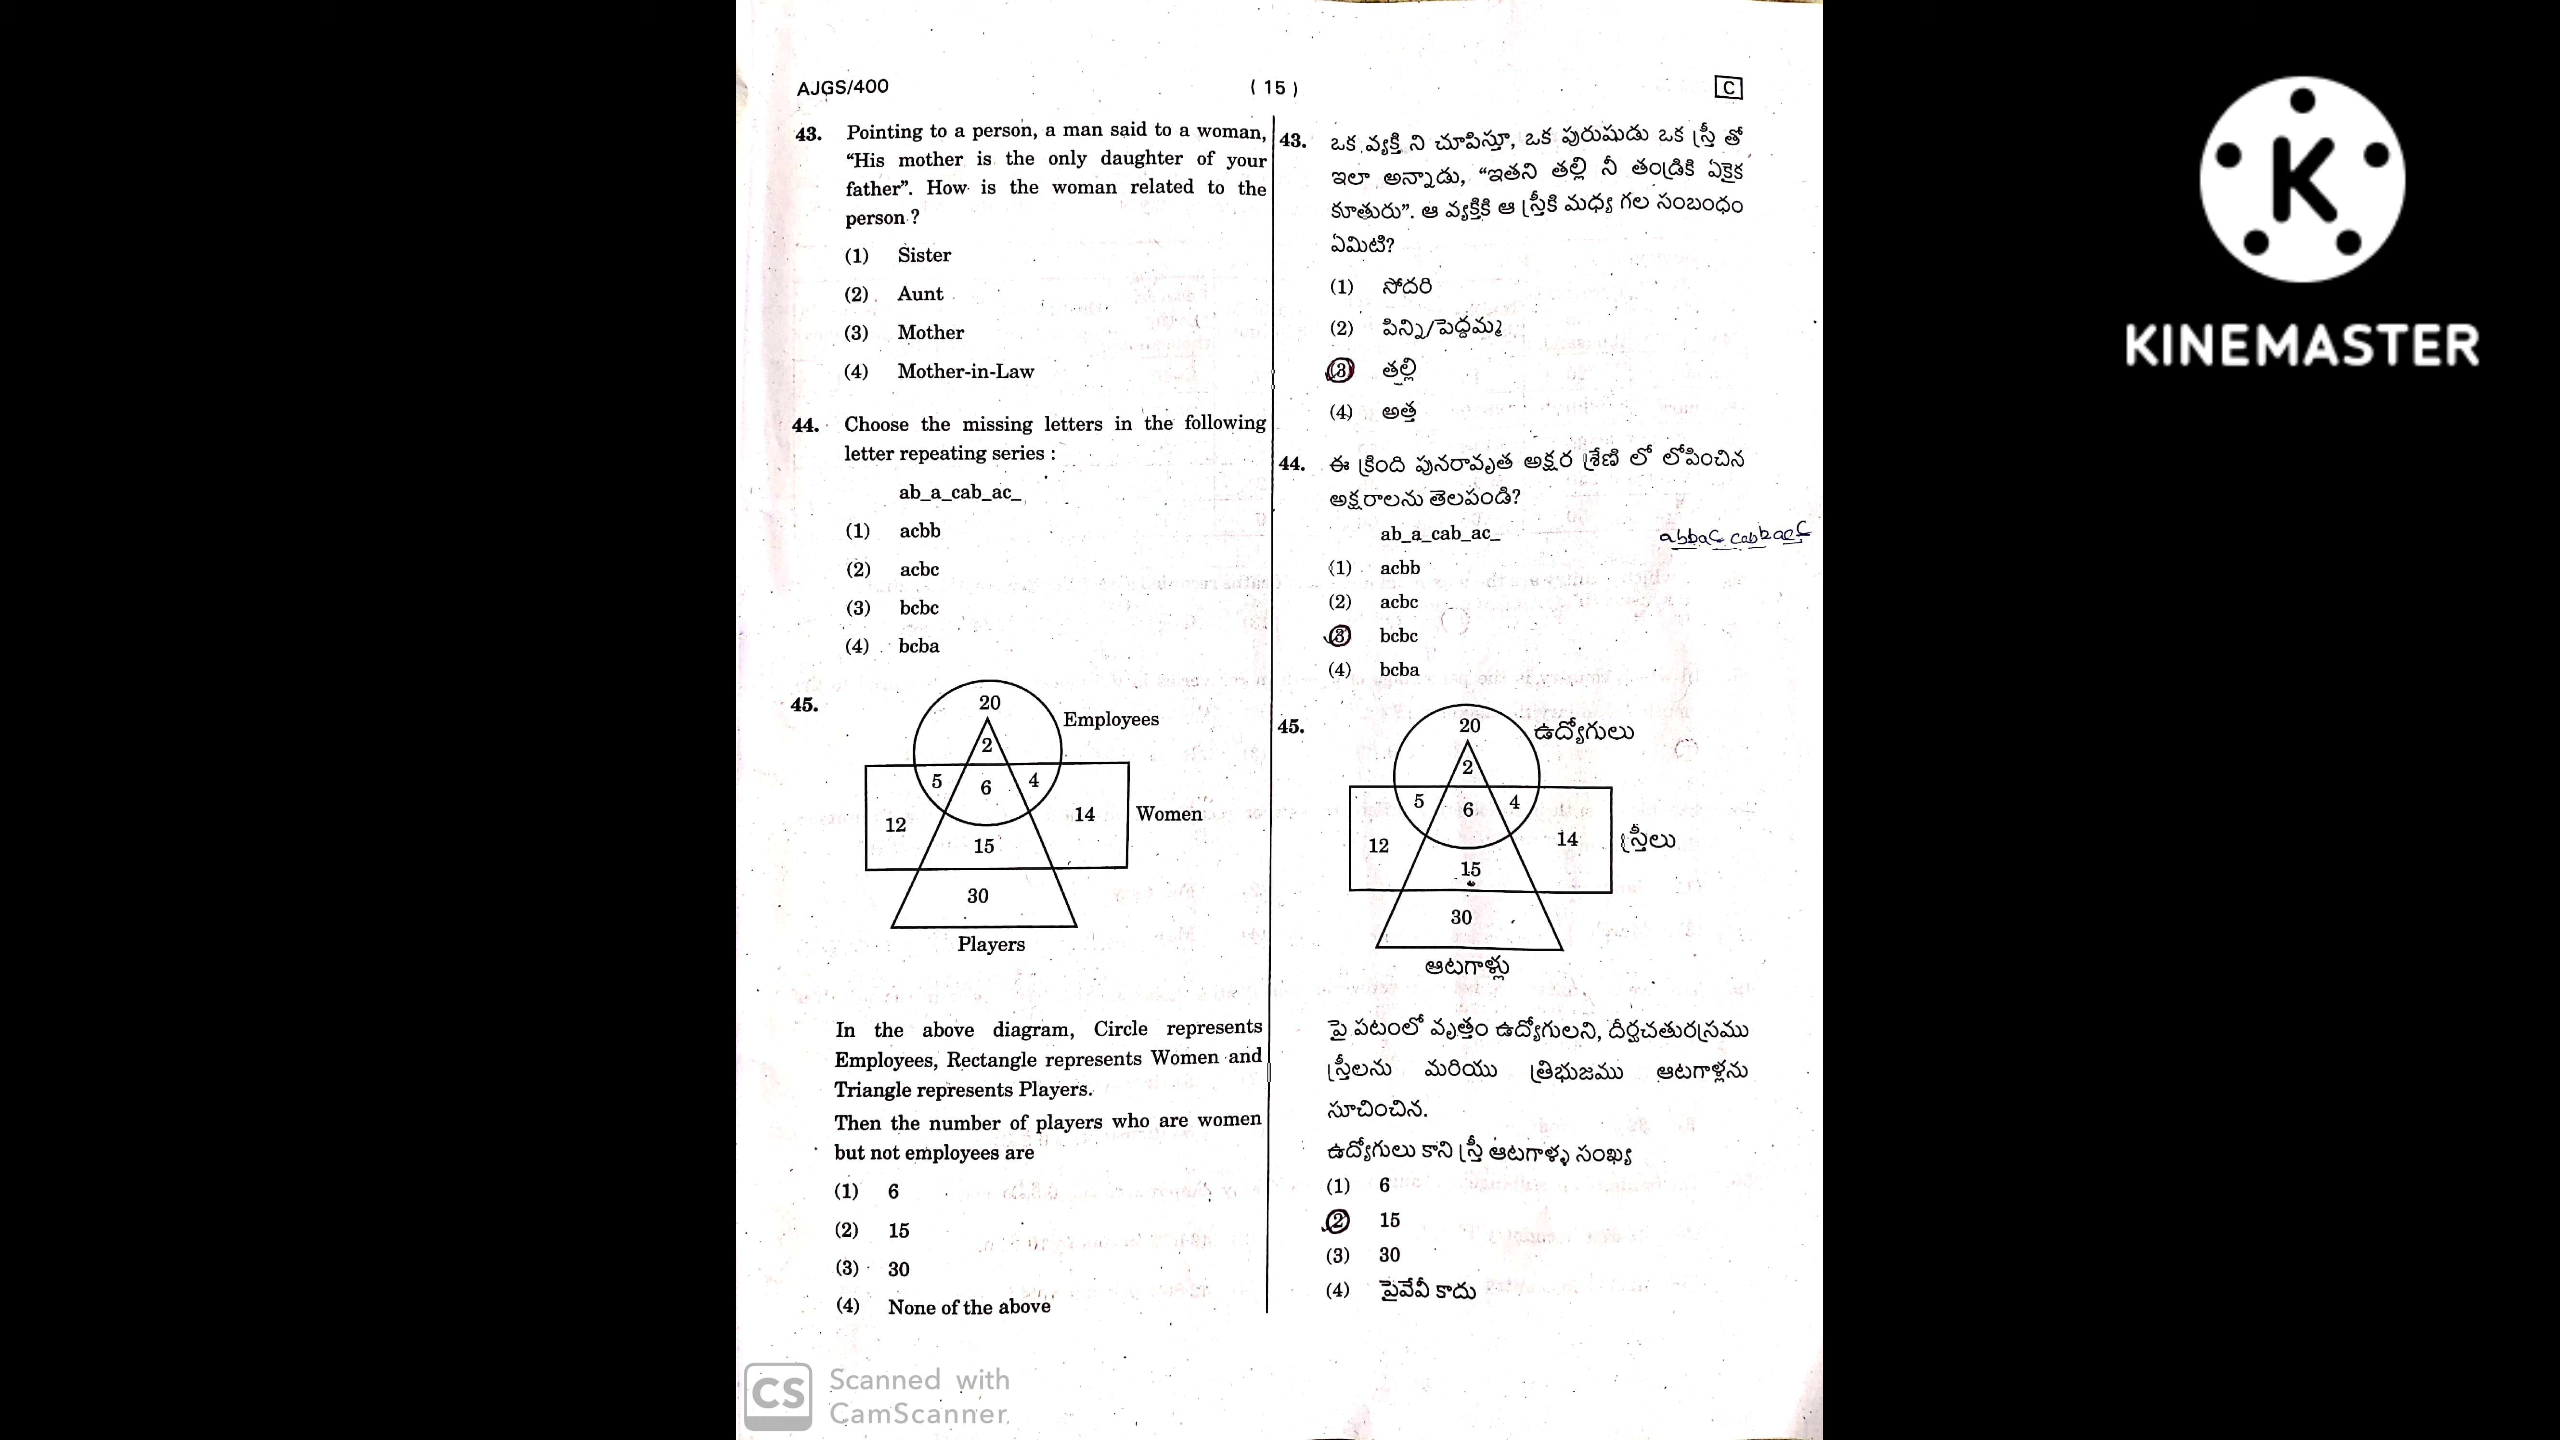 AJGS/400
( 15 )
C
43. Pointing to a person, a man said to a woman,
“His mother is the only daughter of your
father”. How is the woman related to the
person ?
(1) Sister
(2) Aunt
(3) Mother
(4) Mother-in-Law
44. Choose the missing letters in the following
letter repeating series :
ab_a_cab_ac_
(1) acbb
(2) acbc
(3) bcbc
(4) bcba
45.
20
Employees
2
5
6
4
12
14
Women
15
30
Players
In the above diagram, Circle represents
Employees, Rectangle represents Women and
Triangle represents Players.
Then the number of players who are women
but not employees are
(1) 6
(2) 15
(3) 30
(4) None of the above
43. ఒక వ్యక్తి ని చూపిస్తూ, ఒక పురుషుడు ఒక స్త్రీ తో
ఇలా అన్నాడు, “ఇతని తల్లి నీ తండ్రికి ఏకైక
కూతురు”. ఆ వ్యక్తికి ఆ స్త్రీకి మధ్య గల సంబంధం
ఏమిటి?
(1) సోదరి
(2) పిన్ని/పెద్దమ్మ
(3) తల్లి
(4) అత్త
44. ఈ క్రింది పునరావృత అక్షర శ్రేణి లో లోపించిన
అక్షరాలను తెలపండి?
ab_a_cab_ac_
abbac cabbacc
(1) acbb
(2) acbc
(3) bcbc
(4) bcba
45.
20
ఉద్యోగులు
2
5
6
4
12
14
స్త్రీలు
15
30
ఆటగాళ్లు
పై పటంలో వృత్తం ఉద్యోగులని, దీర్ఘచతురస్రము
స్త్రీలను మరియు త్రిభుజము ఆటగాళ్లను
సూచించిన.
ఉద్యోగులు కాని స్త్రీ ఆటగాళ్ళు సంఖ్య
(1) 6
(2) 15
(3) 30
(4) పైవేవీ కాదు
CS Scanned with
CamScanner
K
KINEMASTER